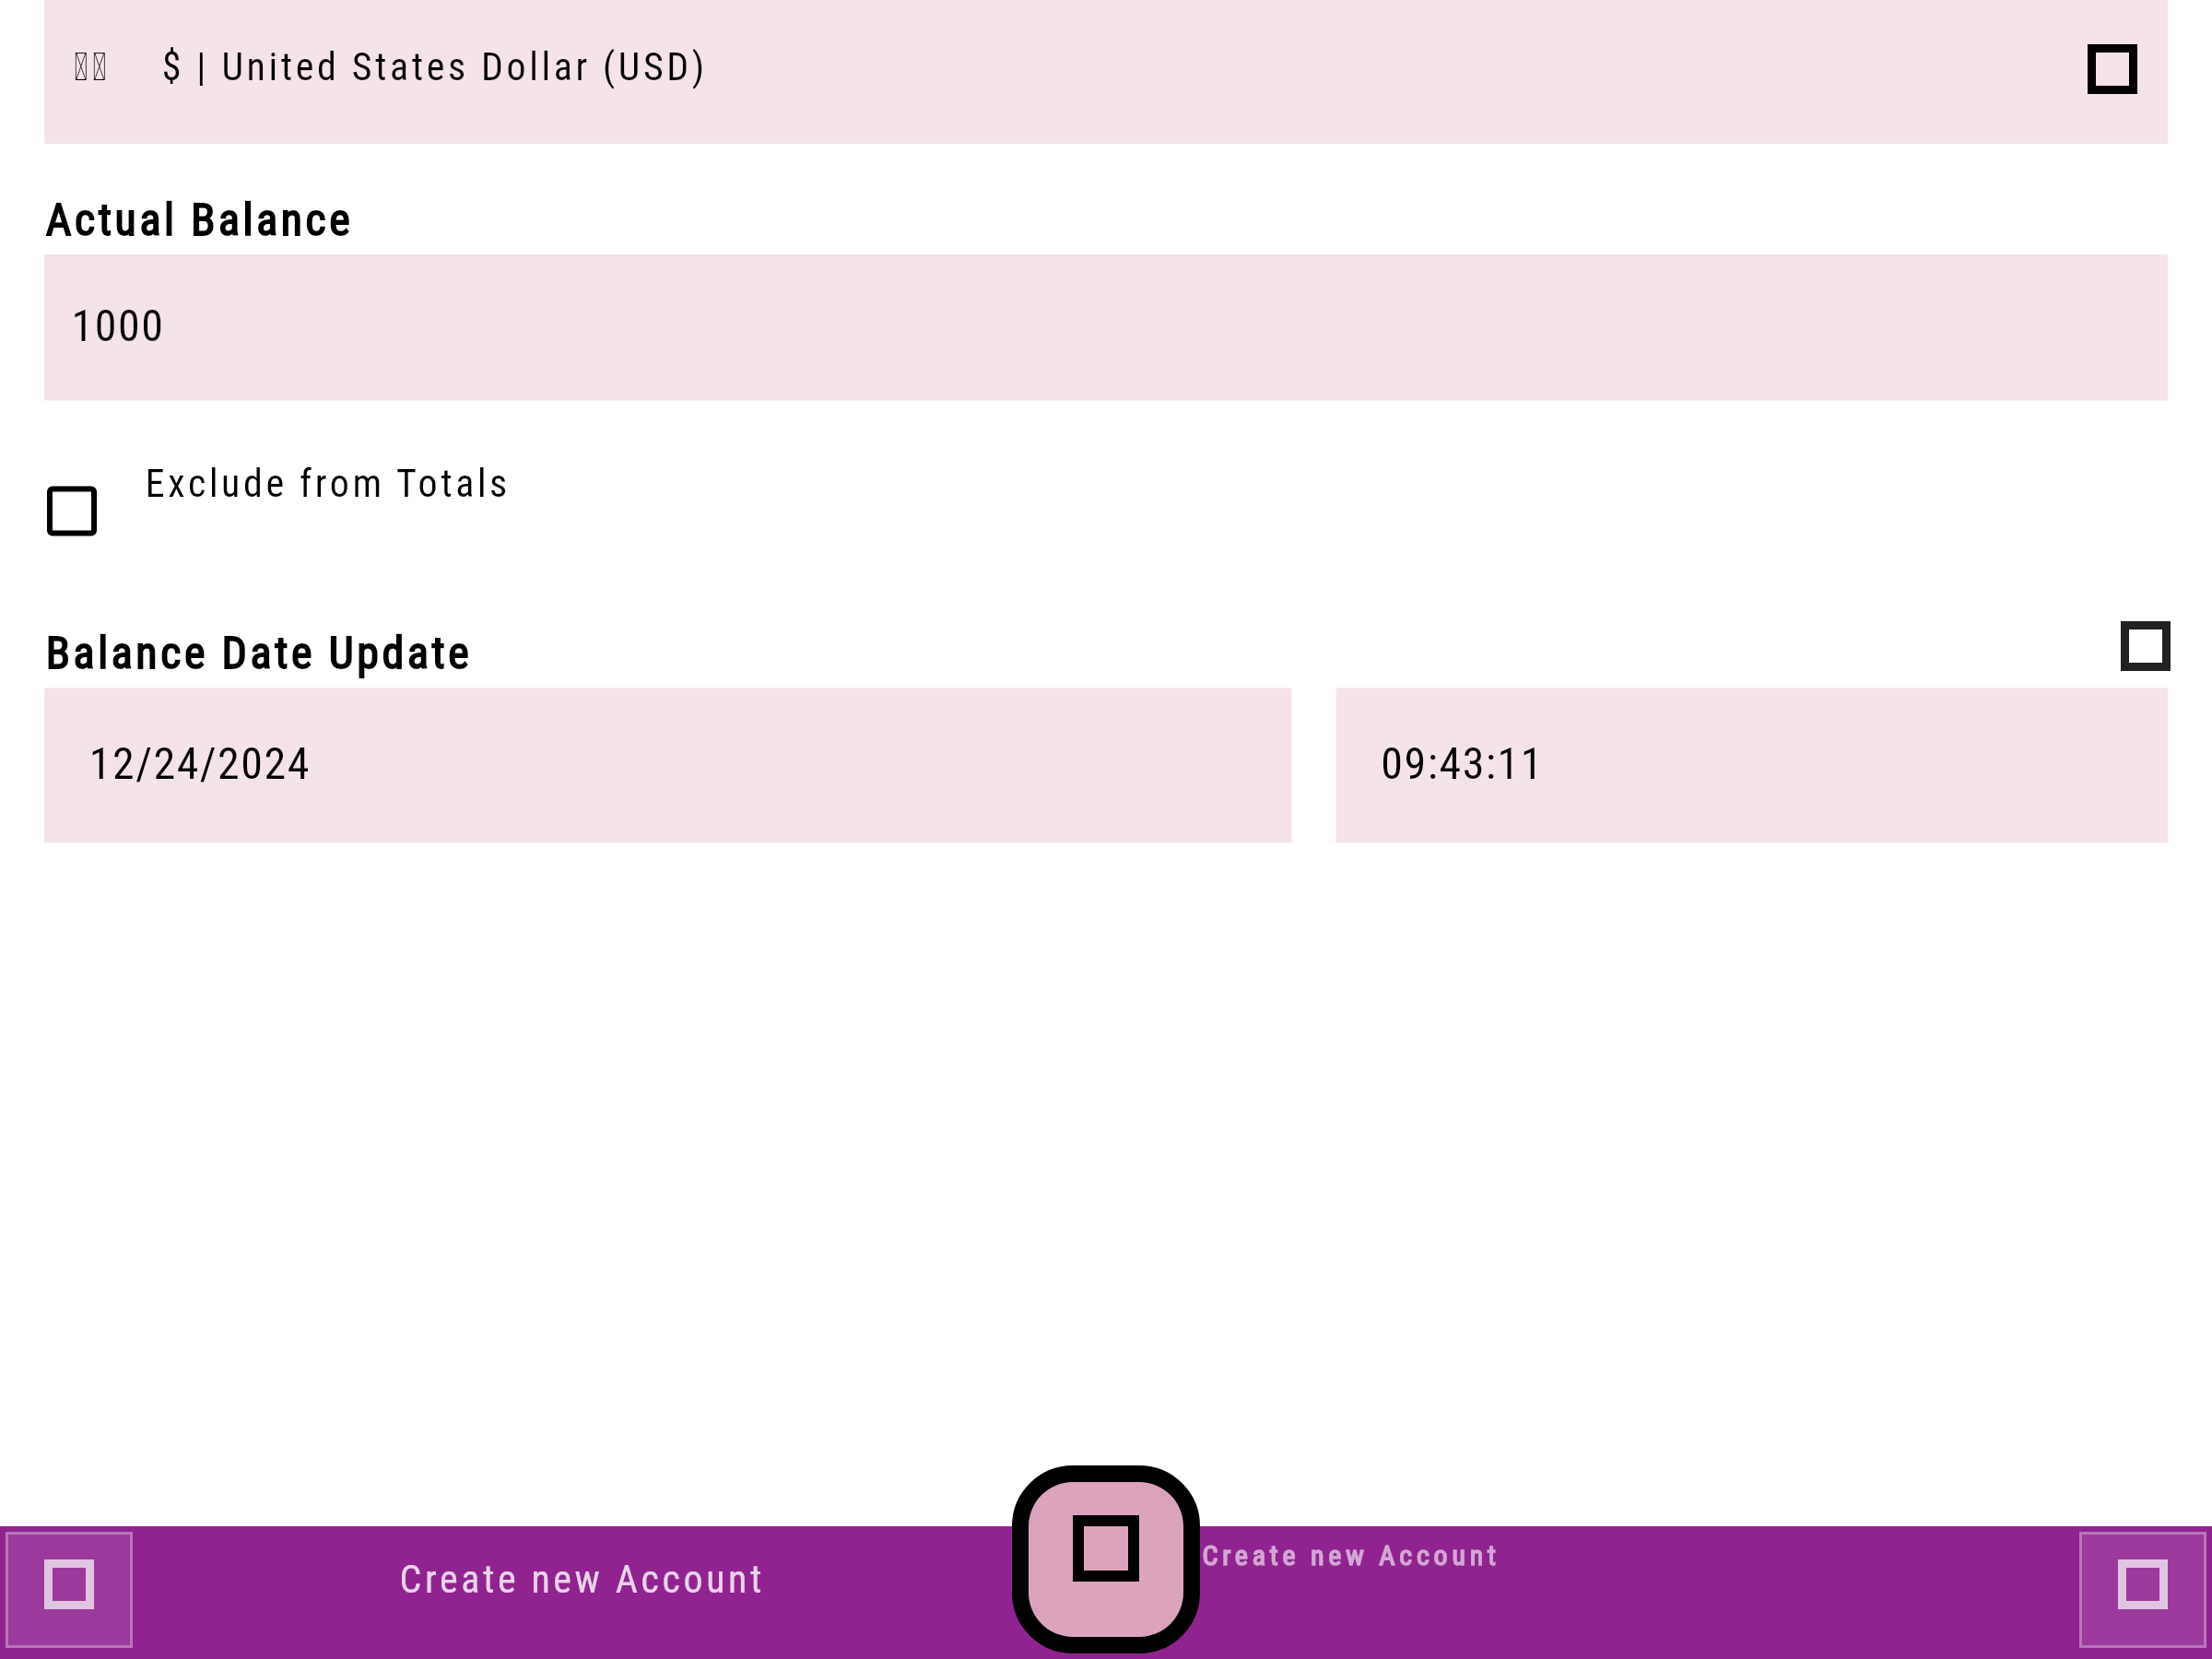 $ | United States Dollar (USD)
Actual Balance
1000
Exclude from Totals
Balance Date Update
12/24/2024
09:43:11
Create new Account
Create new Account